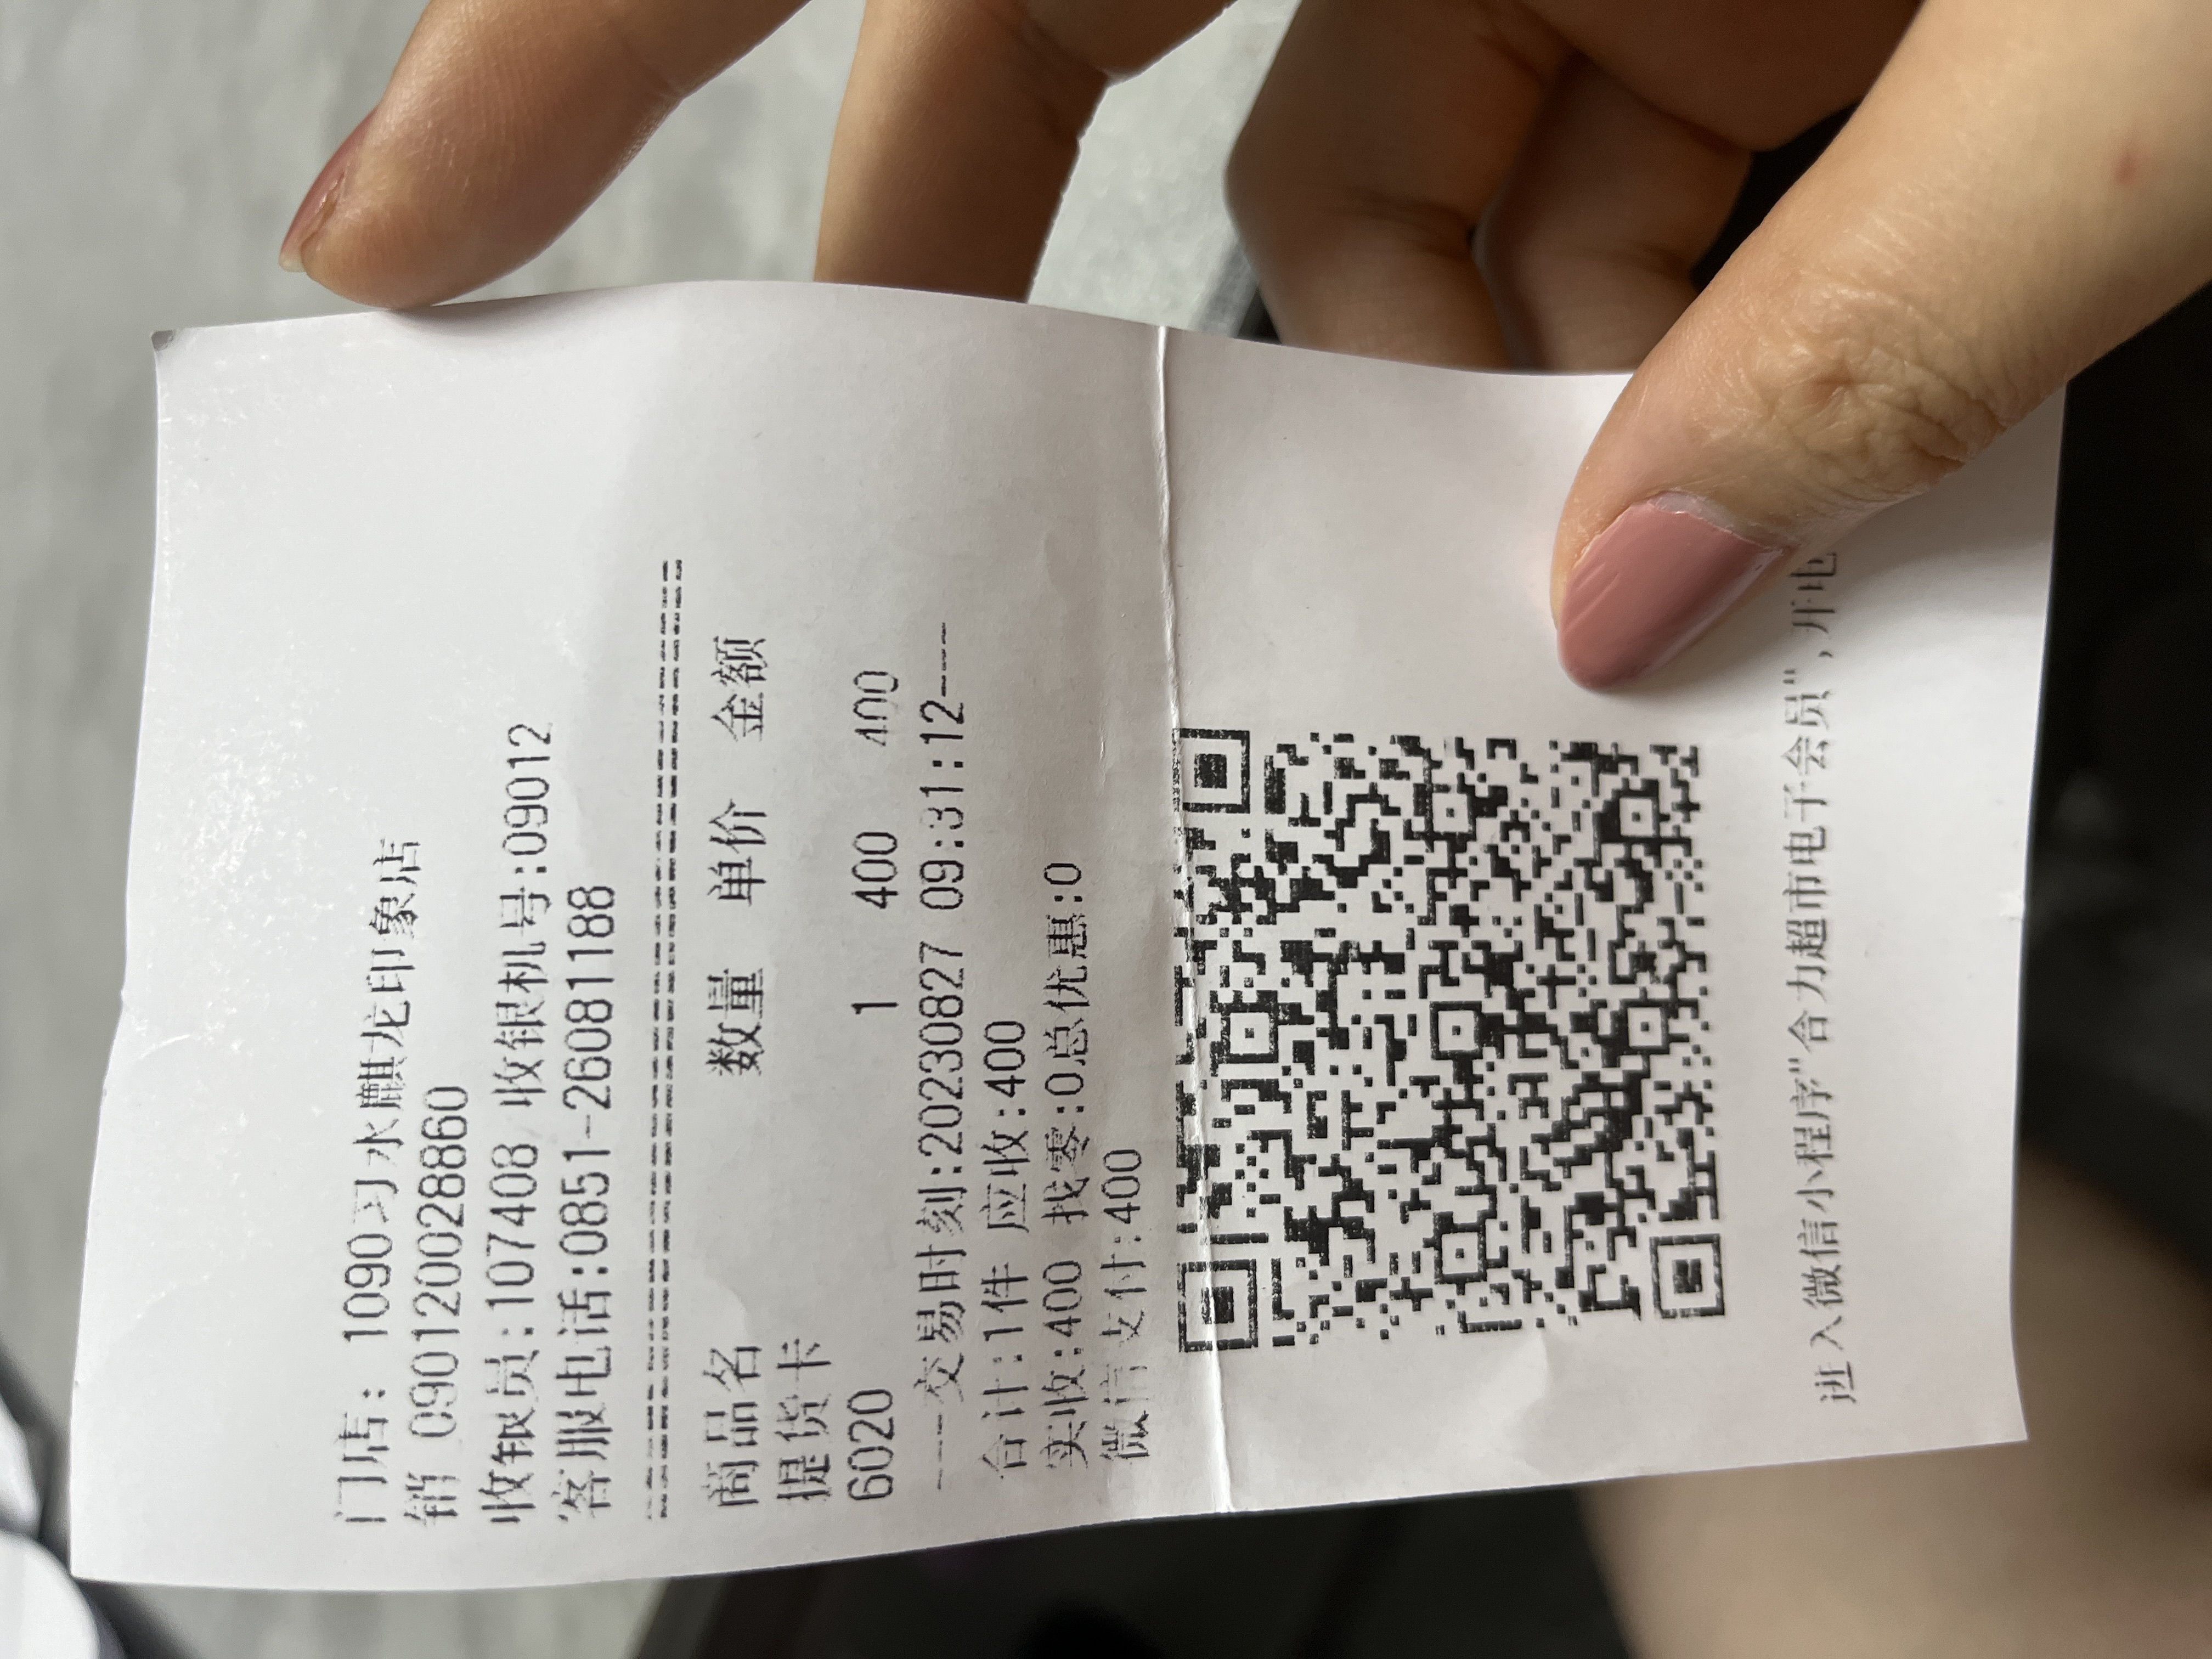 门店: 1090习水麒龙印象店
销 0901200028860
收银员:107408 收银机号:09012
客服电话:0851-26081188
商品名 数量 单价 金额
提货卡
6020 1 400 400
----交易时刻:20230827 09:31:12----
合计:1件 应收:400
实收:400 找零:0总优惠:0
微信支付:400
进入微信小程序"合力超市电子会员",开电